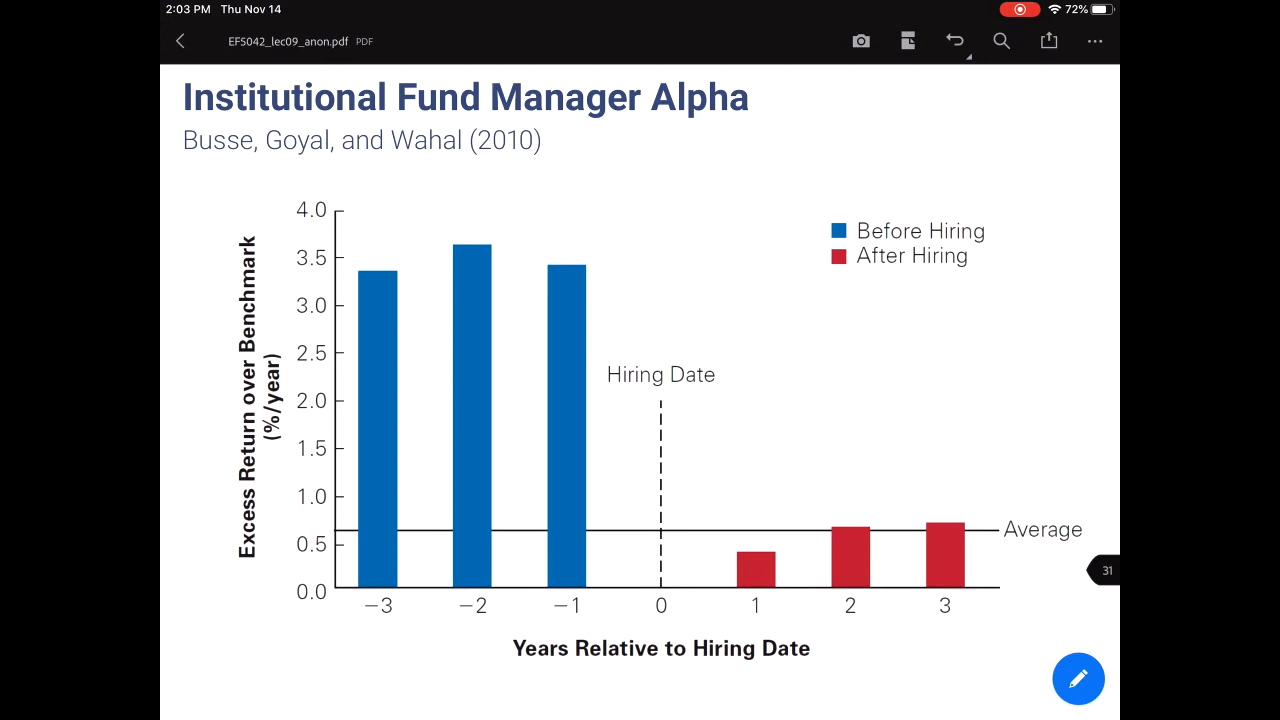 2:03 PM Thu Nov 14
72%
EF5042_lec09_anon.pdf PDF
Institutional Fund Manager Alpha
Busse, Goyal, and Wahal (2010)
Excess Return over Benchmark
(%/year)
4.0
3.5
3.0
2.5
2.0
1.5
1.0
0.5
0.0
Before Hiring
After Hiring
Hiring Date
Average
31
−3 −2 −1 0 1 2 3
Years Relative to Hiring Date